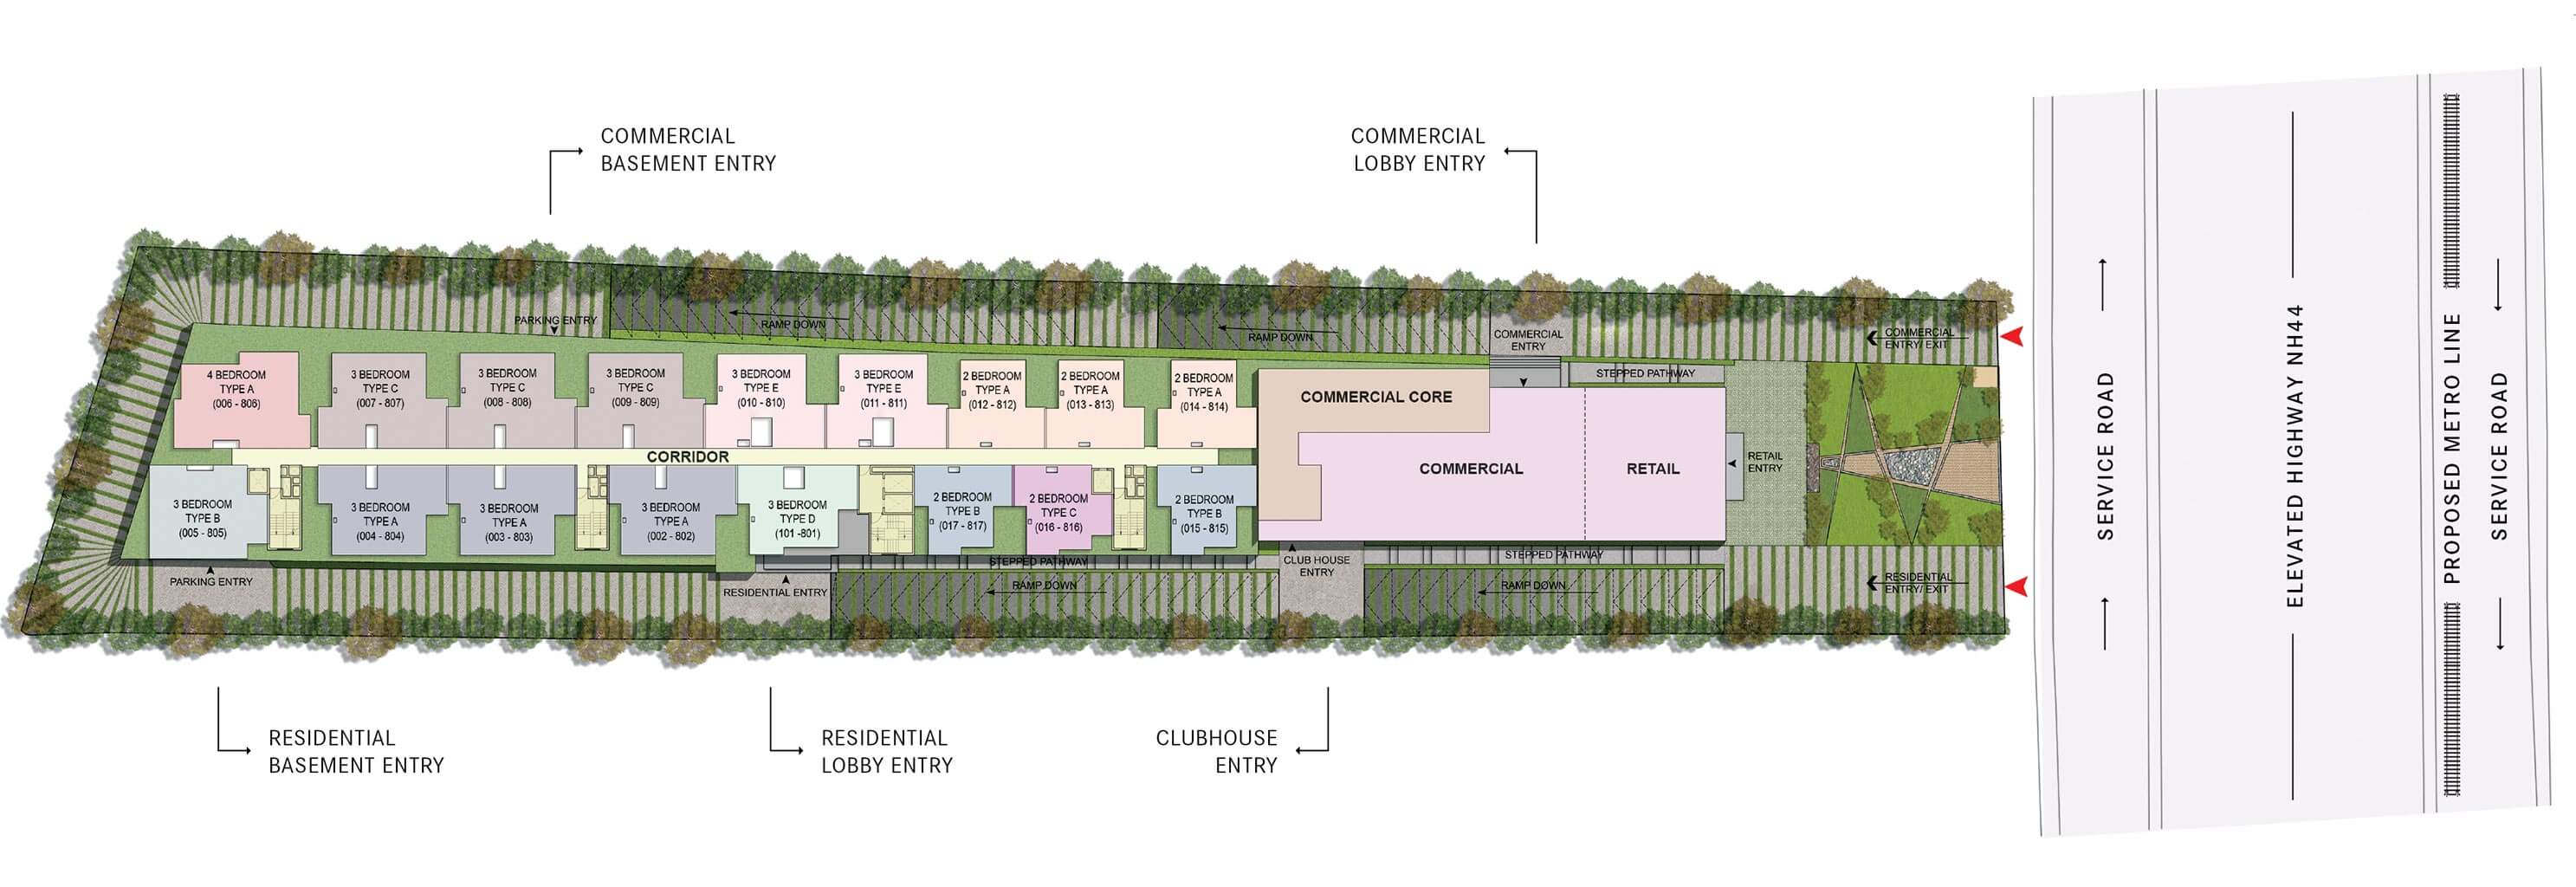 COMMERCIAL
BASEMENT ENTRY
COMMERCIAL
LOBBY ENTRY
PARKING ENTRY
RAMP DOWN
RAMP DOWN
COMMERCIAL
ENTRY
COMMERCIAL
ENTRY/ EXIT
STEPPED PATHWAY
4 BEDROOM
TYPE A
(006 - 806)
3 BEDROOM
TYPE C
(007 - 807)
3 BEDROOM
TYPE C
(008 - 808)
3 BEDROOM
TYPE C
(009 - 809)
3 BEDROOM
TYPE E
(010 - 810)
3 BEDROOM
TYPE E
(011 - 811)
2 BEDROOM
TYPE A
(012 - 812)
2 BEDROOM
TYPE A
(013 - 813)
2 BEDROOM
TYPE A
(014 - 814)
COMMERCIAL CORE
CORRIDOR
COMMERCIAL
RETAIL
RETAIL
ENTRY
3 BEDROOM
TYPE B
(005 - 805)
3 BEDROOM
TYPE A
(004 - 804)
3 BEDROOM
TYPE A
(003 - 803)
3 BEDROOM
TYPE A
(002 - 802)
3 BEDROOM
TYPE D
(101 -801)
2 BEDROOM
TYPE B
(017 - 817)
2 BEDROOM
TYPE C
(016 - 816)
2 BEDROOM
TYPE B
(015 - 815)
PARKING ENTRY
RESIDENTIAL ENTRY
STEPPED PATHWAY
RAMP DOWN
CLUB HOUSE
ENTRY
STEPPED PATHWAY
RAMP DOWN
RESIDENTIAL
ENTRY/ EXIT
RESIDENTIAL
BASEMENT ENTRY
RESIDENTIAL
LOBBY ENTRY
CLUBHOUSE
ENTRY
SERVICE ROAD
ELEVATED HIGHWAY NH44
PROPOSED METRO LINE
SERVICE ROAD